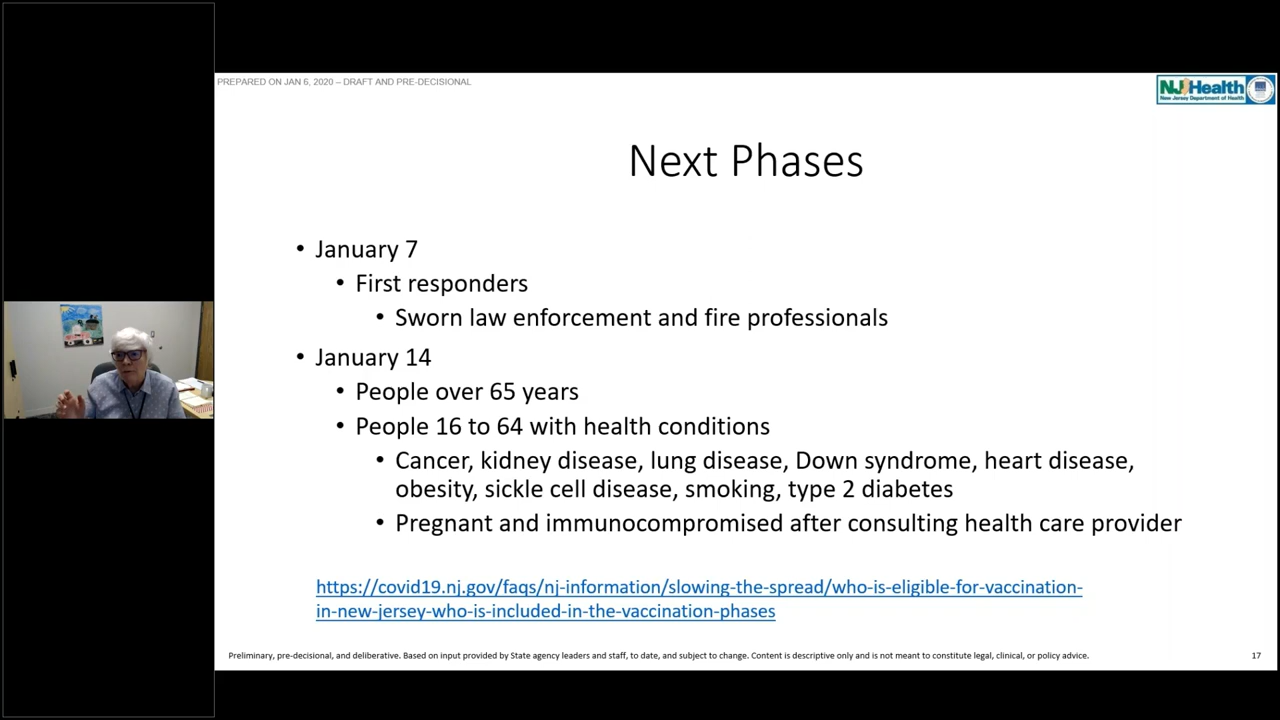 PREPARED ON JAN 6, 2020 – DRAFT AND PRE-DECISIONAL
NJ Health
New Jersey Department of Health
Next Phases
• January 7
• First responders
• Sworn law enforcement and fire professionals
• January 14
• People over 65 years
• People 16 to 64 with health conditions
• Cancer, kidney disease, lung disease, Down syndrome, heart disease,
obesity, sickle cell disease, smoking, type 2 diabetes
• Pregnant and immunocompromised after consulting health care provider
https://covid19.nj.gov/faqs/nj-information/slowing-the-spread/who-is-eligible-for-vaccination-
in-new-jersey-who-is-included-in-the-vaccination-phases
Preliminary, pre-decisional, and deliberative. Based on input provided by State agency leaders and staff, to date, and subject to change. Content is descriptive only and is not meant to constitute legal, clinical, or policy advice.
17